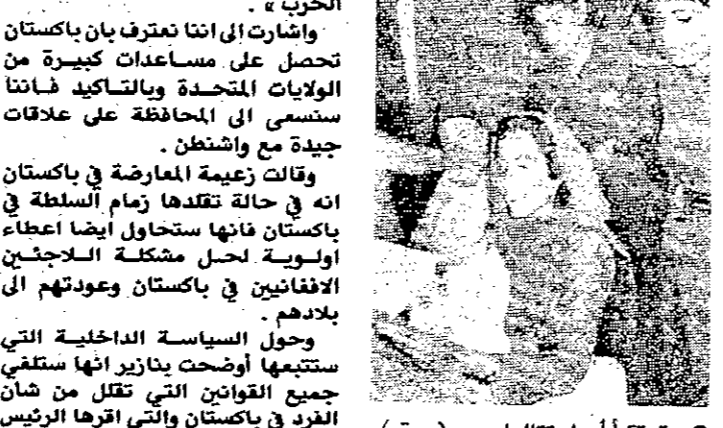 الحرب » .
واشارت الى اننا نعترف بان باكستان
تحصل على مساعدات كبيرة من
الولايات المتحدة وبالتاكيد فاننا
سنسعى الى المحافظة على علاقات
جيدة مع واشنطن .
وقالت زعيمة المعارضة في باكستان
انه في حالة تقلدها زمام السلطة في
باكستان فانها ستحاول ايضا اعطاء
اولوية لحل مشكلة اللاجئين
الافغانيين في باكستان وعودتهم الى
بلادهم .
وحول السياسة الداخلية التي
ستتبعها أوضحت بنازير انها ستلغي
جميع القوانين التي تقلل من شان
الفرد في باكستان والتي اقرها الرئيس